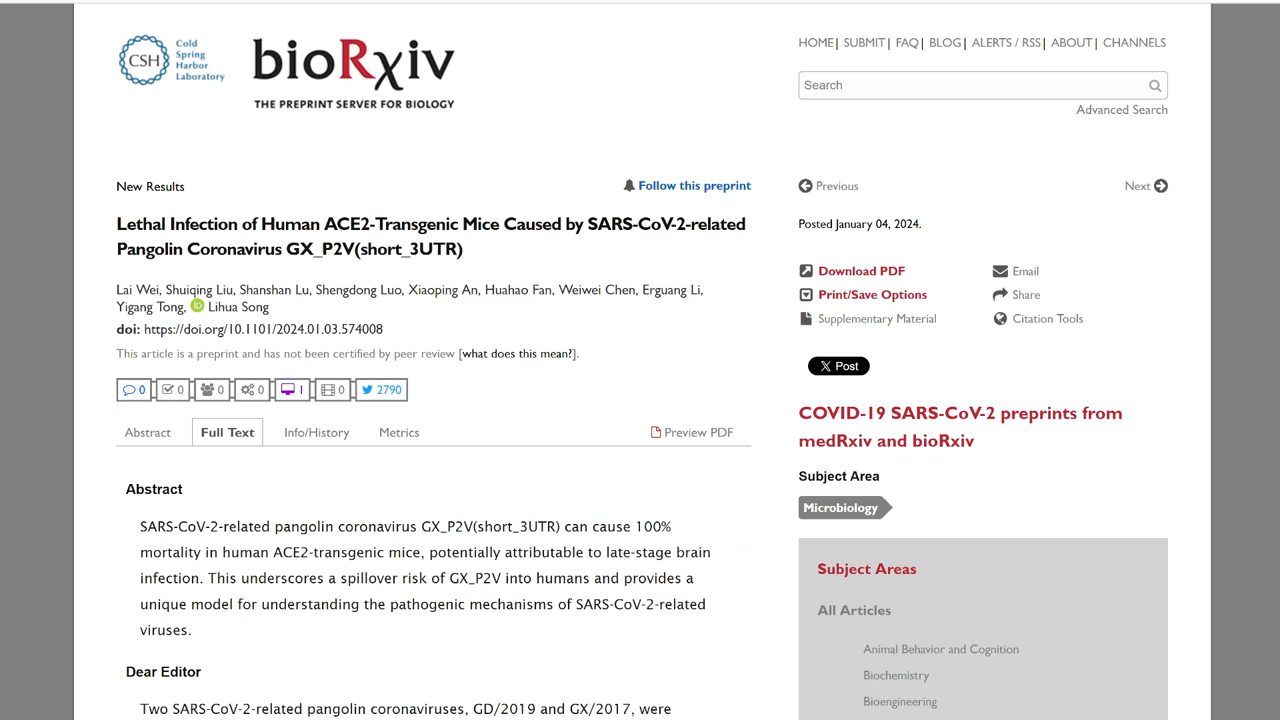 CSH
Cold
Spring
Harbor
Laboratory
bioRxiv
THE PREPRINT SERVER FOR BIOLOGY
HOME| SUBMIT| FAQ| BLOG| ALERTS / RSS| ABOUT| CHANNELS
Search
Advanced Search
New Results
Follow this preprint
Lethal Infection of Human ACE2-Transgenic Mice Caused by SARS-CoV-2-related
Pangolin Coronavirus GX_P2V(short_3UTR)
Lai Wei, Shuiqing Liu, Shanshan Lu, Shengdong Luo, Xiaoping An, Huahao Fan, Weiwei Chen, Erguang Li,
Yigang Tong, iD Lihua Song
doi: https://doi.org/10.1101/2024.01.03.574008
This article is a preprint and has not been certified by peer review [what does this mean?].
0 0 0 0 1 0 2790
Abstract Full Text Info/History Metrics Preview PDF
Abstract
SARS-CoV-2-related pangolin coronavirus GX_P2V(short_3UTR) can cause 100%
mortality in human ACE2-transgenic mice, potentially attributable to late-stage brain
infection. This underscores a spillover risk of GX_P2V into humans and provides a
unique model for understanding the pathogenic mechanisms of SARS-CoV-2-related
viruses.
Dear Editor
Two SARS-CoV-2-related pangolin coronaviruses, GD/2019 and GX/2017, were
Previous Next
Posted January 04, 2024.
Download PDF Email
Print/Save Options Share
Supplementary Material Citation Tools
X Post
COVID-19 SARS-CoV-2 preprints from
medRxiv and bioRxiv
Subject Area
Microbiology
Subject Areas
All Articles
Animal Behavior and Cognition
Biochemistry
Bioengineering